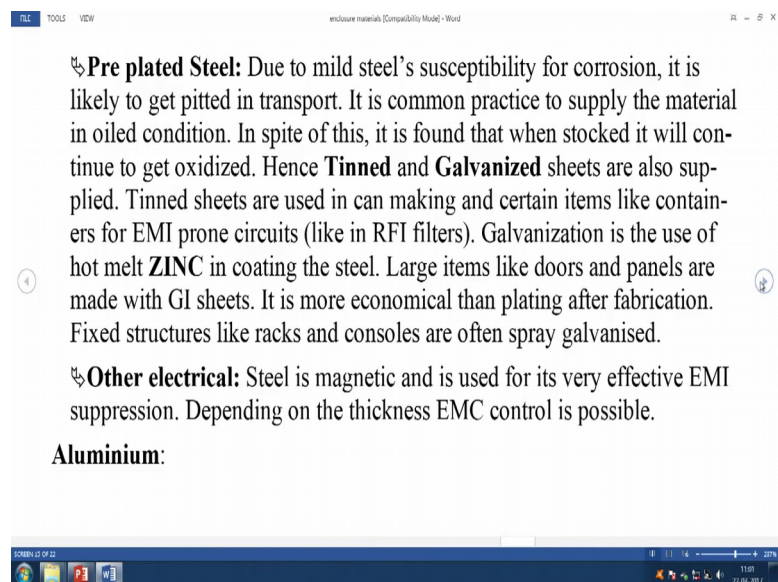 FILE TOOLS VIEW enclosure materials [Compatibility Mode] - Word
Pre plated Steel: Due to mild steel's susceptibility for corrosion, it is
likely to get pitted in transport. It is common practice to supply the material
in oiled condition. In spite of this, it is found that when stocked it will con-
tinue to get oxidized. Hence Tinned and Galvanized sheets are also sup-
plied. Tinned sheets are used in can making and certain items like contain-
ers for EMI prone circuits (like in RFI filters). Galvanization is the use of
hot melt ZINC in coating the steel. Large items like doors and panels are
made with GI sheets. It is more economical than plating after fabrication.
Fixed structures like racks and consoles are often spray galvanised.
Other electrical: Steel is magnetic and is used for its very effective EMI
suppression. Depending on the thickness EMC control is possible.
Aluminium:
SCREEN 15 OF 22
11:01